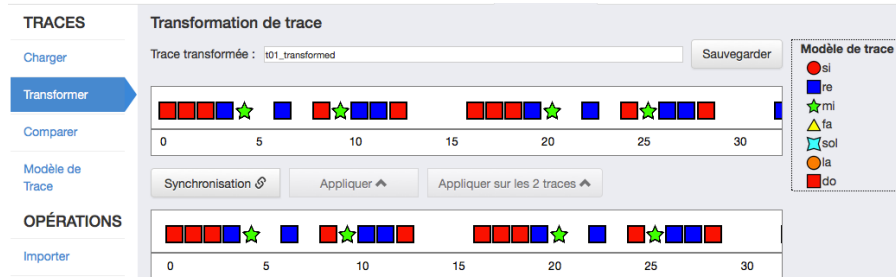 TRACES
Charger
Transformer
Comparer
Modèle de
Trace
OPÉRATIONS
Importer
Transformation de trace
Trace transformée : t01_transformed
Sauvegarder
0 5 10 15 20 25 30
Synchronisation
Appliquer
Appliquer sur les 2 traces
0 5 10 15 20 25 30
Modèle de trace
si
re
mi
fa
sol
la
do